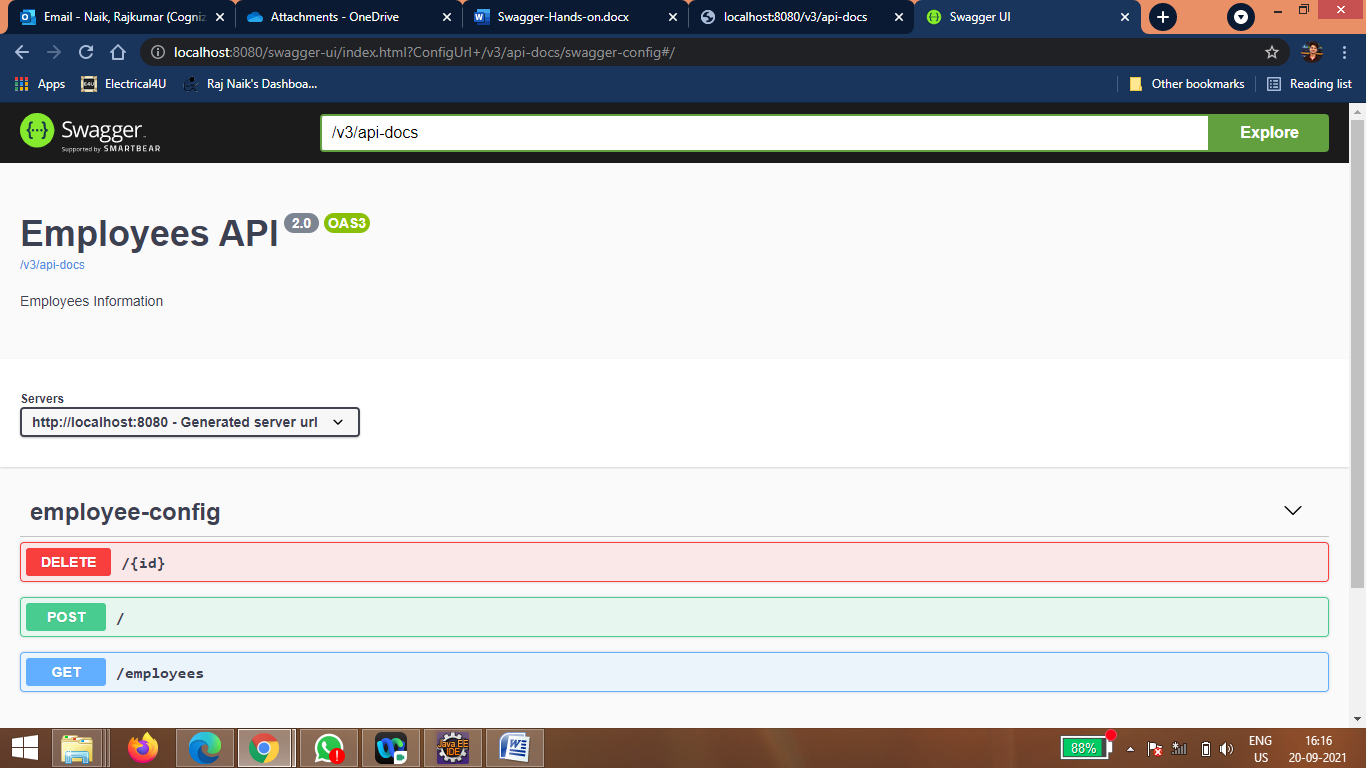 Email - Naik, Rajkumar (Cogniz
Attachments - OneDrive
Swagger-Hands-on.docx
localhost:8080/v3/api-docs
Swagger UI
localhost:8080/swagger-ui/index.html?ConfigUrl+/v3/api-docs/swagger-config#/
Apps
Electrical4U
Raj Naik's Dashboa...
Other bookmarks
Reading list
Swagger
Supported by SMARTBEAR
/v3/api-docs
Explore
Employees API 2.0 OAS3
/v3/api-docs
Employees Information
Servers
http://localhost:8080 - Generated server url
employee-config
DELETE /{id}
POST /
GET /employees
88%
Java EE
IDE
ENG
US
16:16
20-09-2021